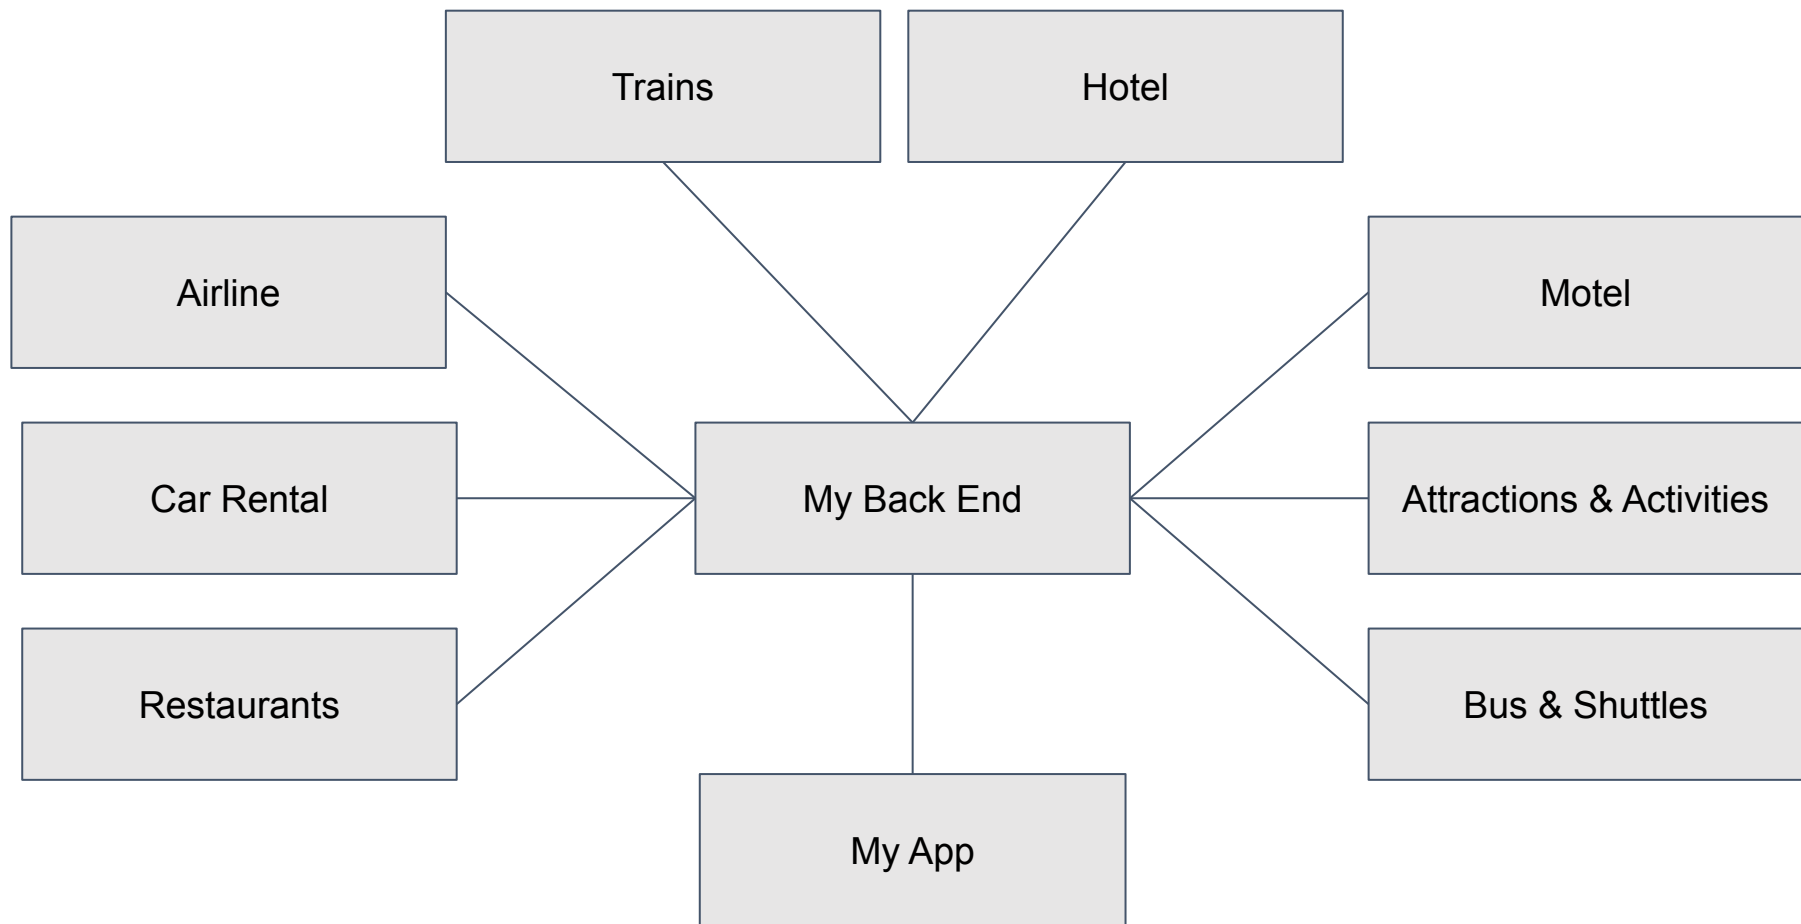 Trains
Hotel
Airline
Motel
Car Rental
My Back End
Attractions & Activities
Restaurants
Bus & Shuttles
My App